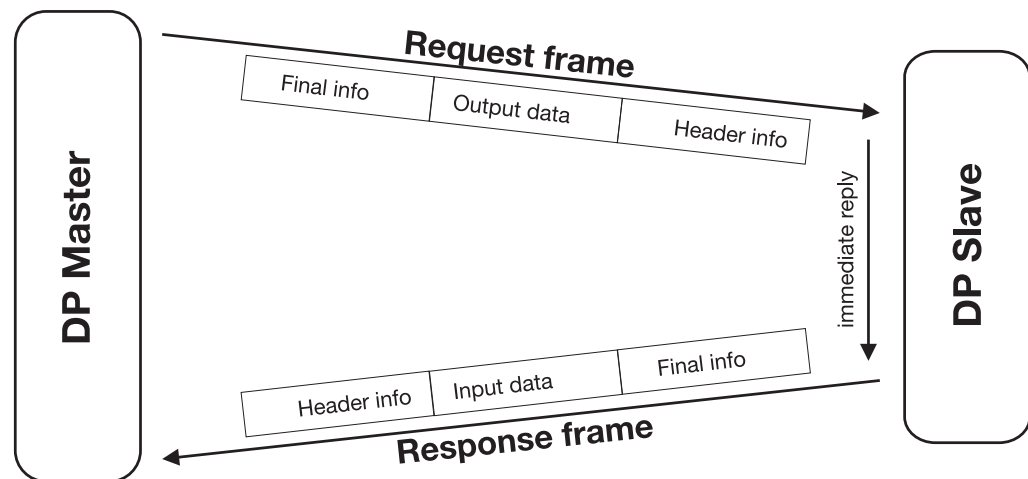 DP Master
Request frame
Final info
Output data
Header info
immediate reply
DP Slave
Header info
Input data
Final info
Response frame